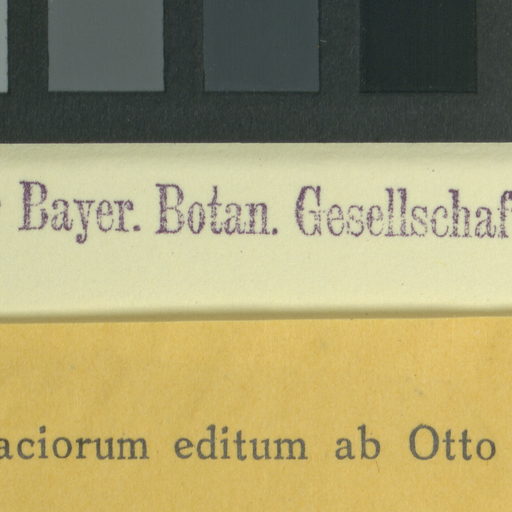 Bayer. Botan. Gesellschaf
aciorum editum ab Otto